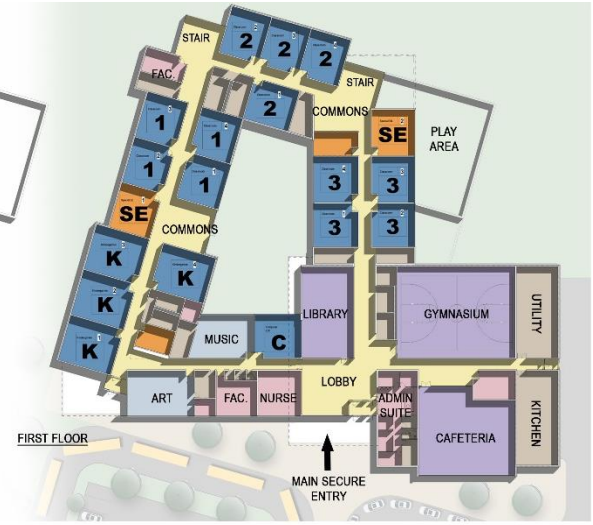 STAIR
2
2
2
FAC.
STAIR
2
COMMONS
1
1
SE
PLAY
AREA
1
1
3
3
SE
COMMONS
3
3
K
K
K
LIBRARY
GYMNASIUM
UTILITY
MUSIC
C
K
LOBBY
ART
FAC.
NURSE
ADMIN
SUITE
CAFETERIA
KITCHEN
FIRST FLOOR
MAIN SECURE
ENTRY